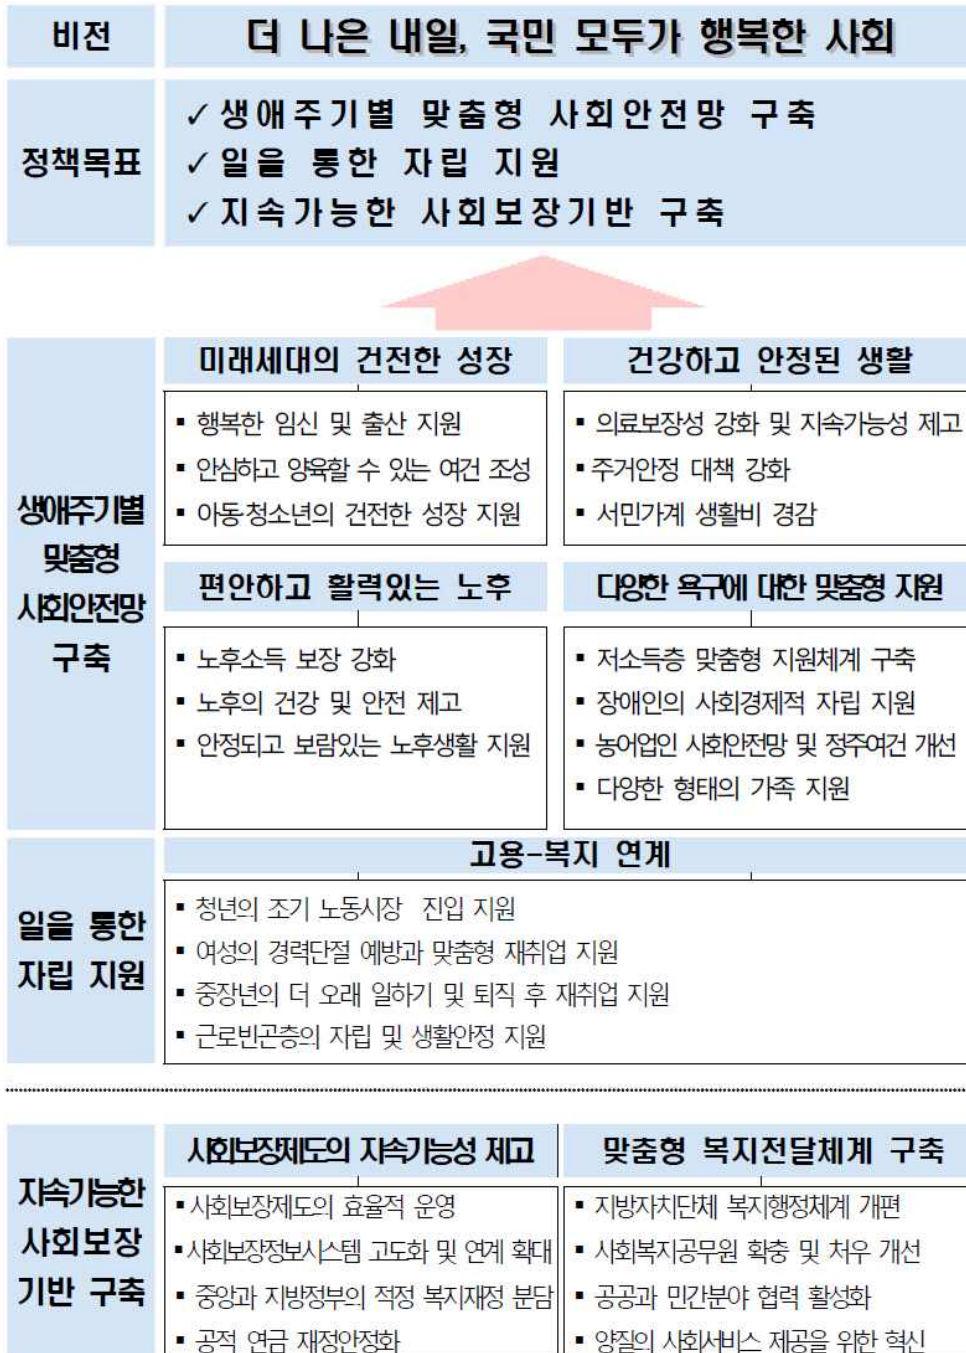 비전
더 나은 내일, 국민 모두가 행복한 사회
정책목표
✓ 생애주기별 맞춤형 사회안전망 구축
✓ 일을 통한 자립 지원
✓ 지속가능한 사회보장기반 구축
생애주기별
맞춤형
사회안전망
구축
미래세대의 건전한 성장
▪ 행복한 임신 및 출산 지원
▪ 안심하고 양육할 수 있는 여건 조성
▪ 아동·청소년의 건전한 성장 지원
건강하고 안정된 생활
▪ 의료보장성 강화 및 지속가능성 제고
▪ 주거안정 대책 강화
▪ 서민가계 생활비 경감
편안하고 활력있는 노후
▪ 노후소득 보장 강화
▪ 노후의 건강 및 안전 제고
▪ 안정되고 보람있는 노후생활 지원
다양한 욕구에 대한 맞춤형 지원
▪ 저소득층 맞춤형 지원체계 구축
▪ 장애인의 사회경제적 자립 지원
▪ 농어업인 사회안전망 및 정주여건 개선
▪ 다양한 형태의 가족 지원
일을 통한
자립 지원
고용-복지 연계
▪ 청년의 조기 노동시장 진입 지원
▪ 여성의 경력단절 예방과 맞춤형 재취업 지원
▪ 중장년의 더 오래 일하기 및 퇴직 후 재취업 지원
▪ 근로빈곤층의 자립 및 생활안정 지원
지속가능한
사회보장
기반 구축
사회보장제도의 지속가능성 제고
▪ 사회보장제도의 효율적 운영
▪ 사회보장정보시스템 고도화 및 연계 확대
▪ 중앙과 지방정부의 적정 복지재정 분담
▪ 공적 연금 재정안정화
맞춤형 복지전달체계 구축
▪ 지방자치단체 복지행정체계 개편
▪ 사회복지공무원 확충 및 처우 개선
▪ 공공과 민간분야 협력 활성화
▪ 양질의 사회서비스 제공을 위한 혁신